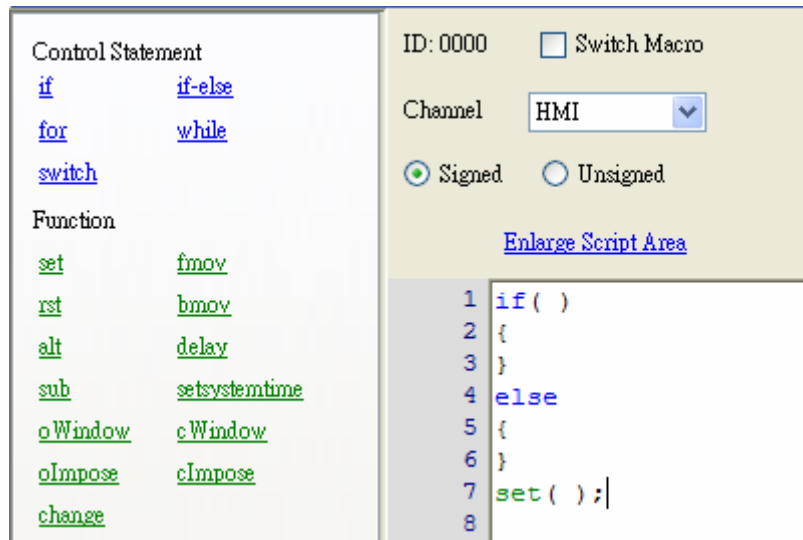 Control Statement
if if-else
for while
switch
Function
set fmov
rst bmov
alt delay
sub setsystemtime
oWindow cWindow
oImpose cImpose
change
ID: 0000 Switch Macro
Channel HMI
Signed Unsigned
Enlarge Script Area
1 if( )
2 {
3 }
4 else
5 {
6 }
7 set( );
8